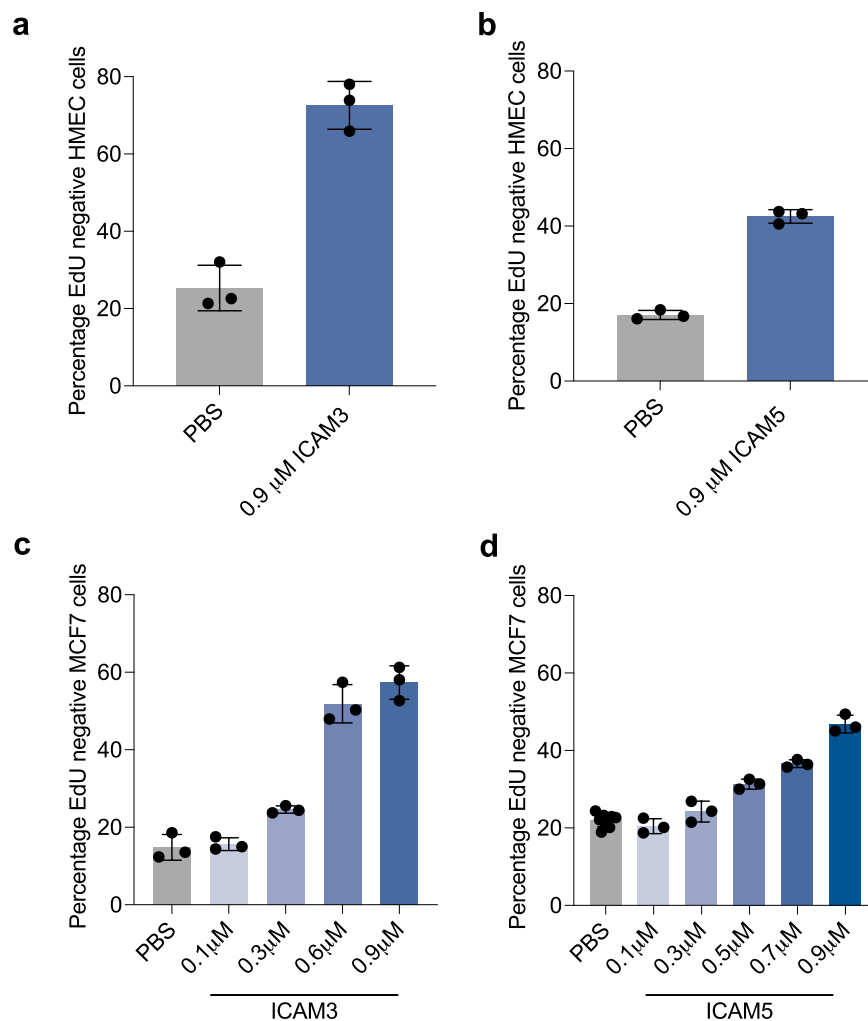 a
Percentage EdU negative HMEC cells
80
60
40
20
0
PBS
0.9 μM ICAM3
b
Percentage EdU negative HMEC cells
80
60
40
20
0
PBS
0.9 μM ICAM5
c
Percentage EdU negative MCF7 cells
80
60
40
20
0
PBS
0.1μM
0.3μM
0.6μM
0.9μM
ICAM3
d
Percentage EdU negative MCF7 cells
80
60
40
20
0
PBS
0.1μM
0.3μM
0.5μM
0.7μM
0.9μM
ICAM5